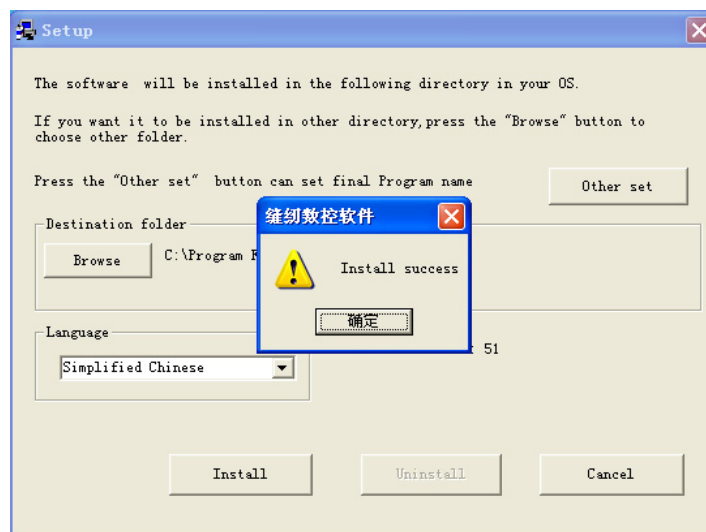 Setup
The software will be installed in the following directory in your OS.
If you want it to be installed in other directory,press the "Browse" button to
choose other folder.
Press the "Other set" button can set final Program name
Other set
Destination folder
Browse
C:\Program
缝纫数控软件
Install success
确定
Language
51
Simplified Chinese
Install
Uninstall
Cancel